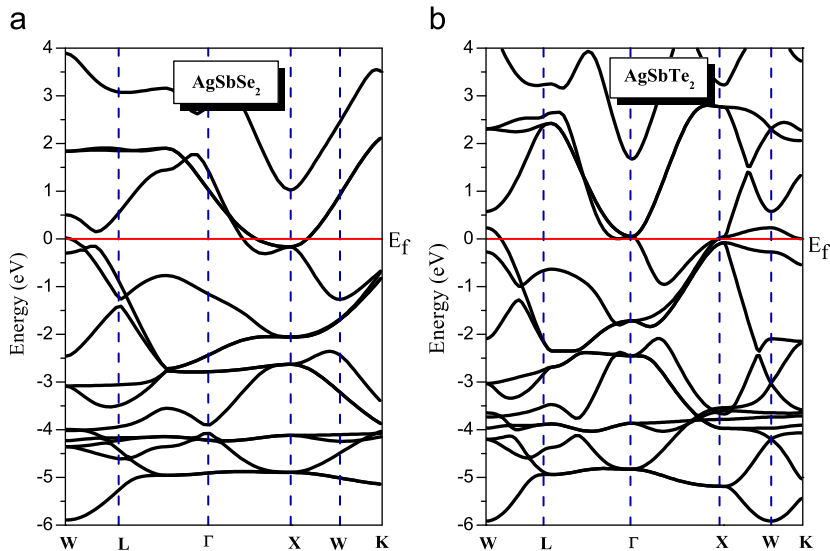 a
4
3
2
1
0
-1
-2
-3
-4
-5
-6
Energy (eV)
AgSbSe2
Ef
W L Γ X W K
b
4
3
2
1
0
-1
-2
-3
-4
-5
-6
Energy (eV)
AgSbTe2
Ef
W L Γ X W K